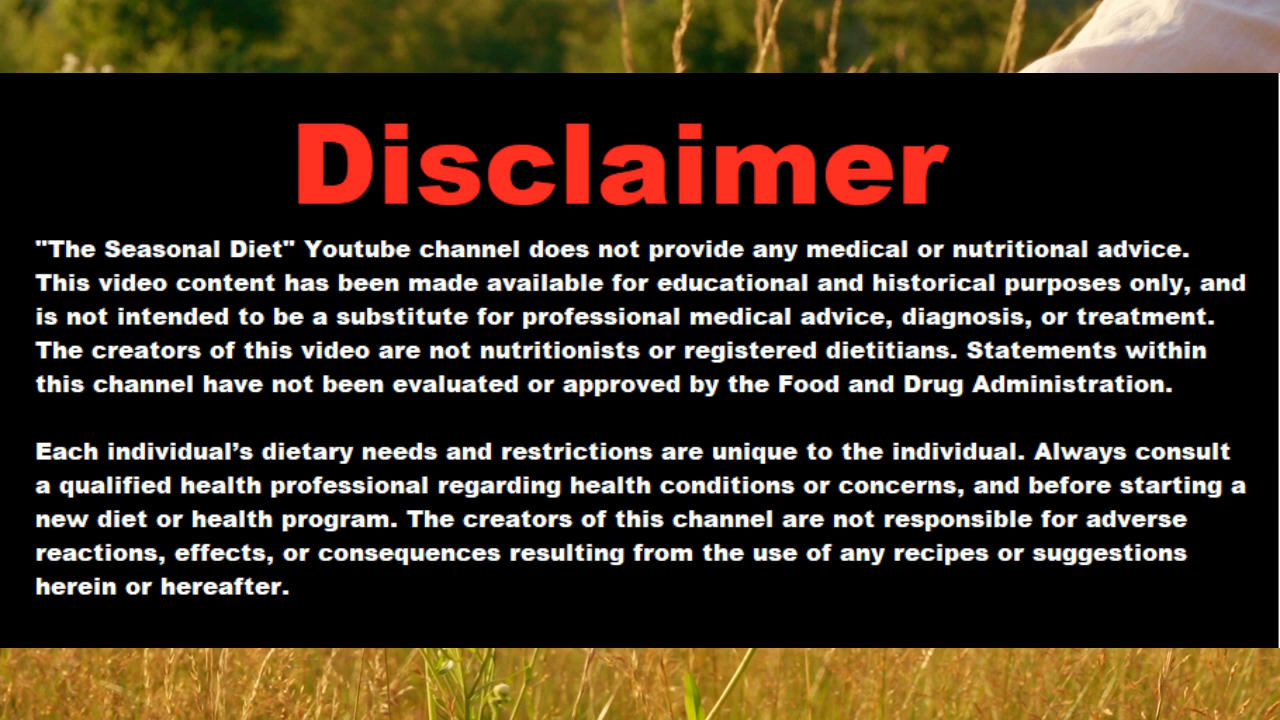 Disclaimer
"The Seasonal Diet" Youtube channel does not provide any medical or nutritional advice.
This video content has been made available for educational and historical purposes only, and
is not intended to be a substitute for professional medical advice, diagnosis, or treatment.
The creators of this video are not nutritionists or registered dietitians. Statements within
this channel have not been evaluated or approved by the Food and Drug Administration.
Each individual’s dietary needs and restrictions are unique to the individual. Always consult
a qualified health professional regarding health conditions or concerns, and before starting a
new diet or health program. The creators of this channel are not responsible for adverse
reactions, effects, or consequences resulting from the use of any recipes or suggestions
herein or hereafter.